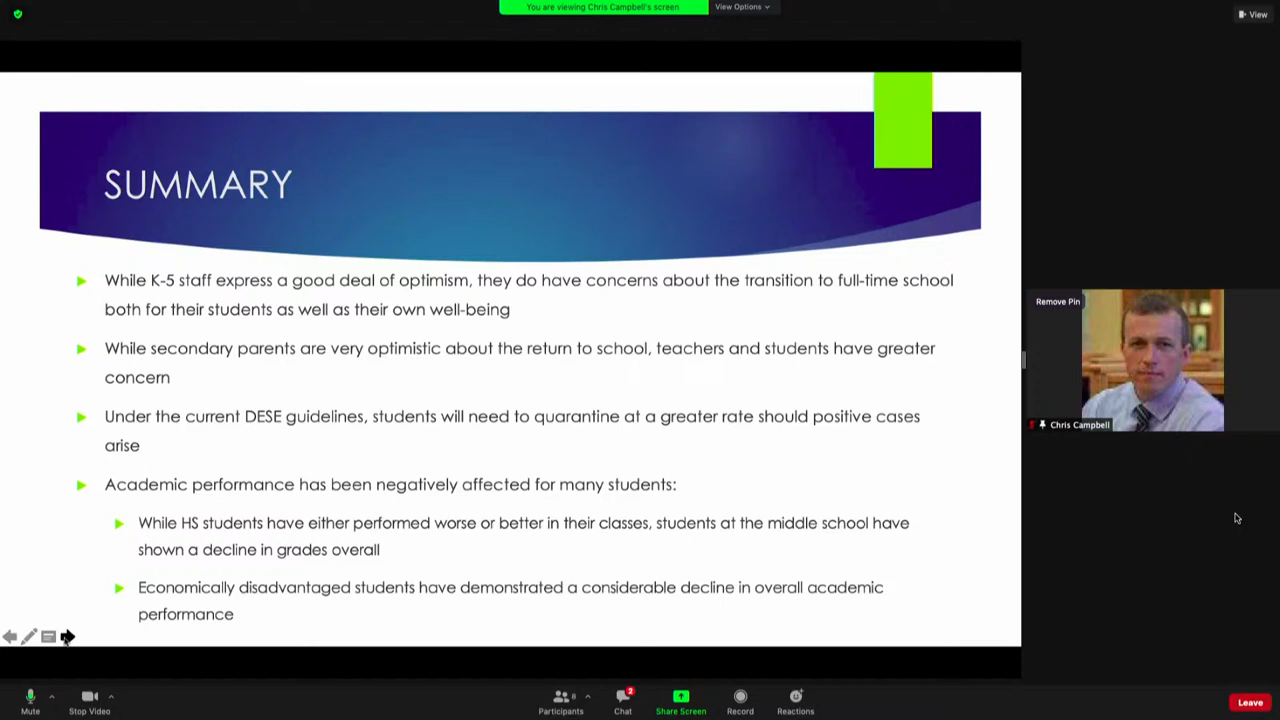 You are viewing Chris Campbell's screen
View Options
View
SUMMARY
While K-5 staff express a good deal of optimism, they do have concerns about the transition to full-time school
both for their students as well as their own well-being
While secondary parents are very optimistic about the return to school, teachers and students have greater
concern
Under the current DESE guidelines, students will need to quarantine at a greater rate should positive cases
arise
Academic performance has been negatively affected for many students:
While HS students have either performed worse or better in their classes, students at the middle school have
shown a decline in grades overall
Economically disadvantaged students have demonstrated a considerable decline in overall academic
performance
Remove Pin
Chris Campbell
Mute
Stop Video
8
Participants
2
Chat
Share Screen
Record
Reactions
Leave